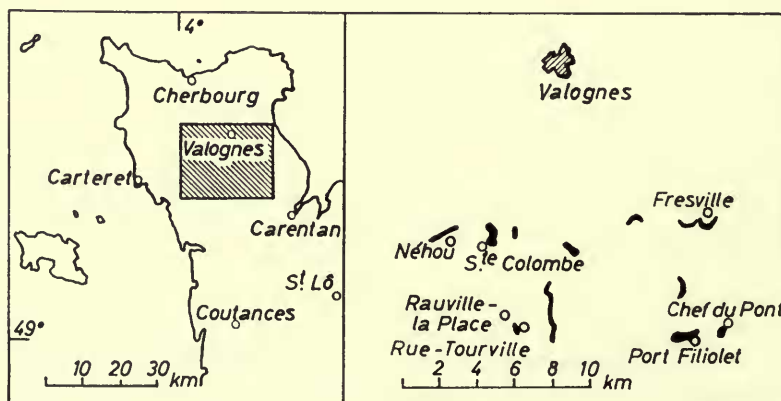 4°
Cherbourg
Valognes
Carteret
Carentan
St. Lô
Coutances
49°
10 20 30
km
Valognes
Fresville
Néhou
S.te Colombe
Rauville-
la Place
Rue-Tourville
Chef du Pont
Port Filiolet
2 4 6 8 10
km